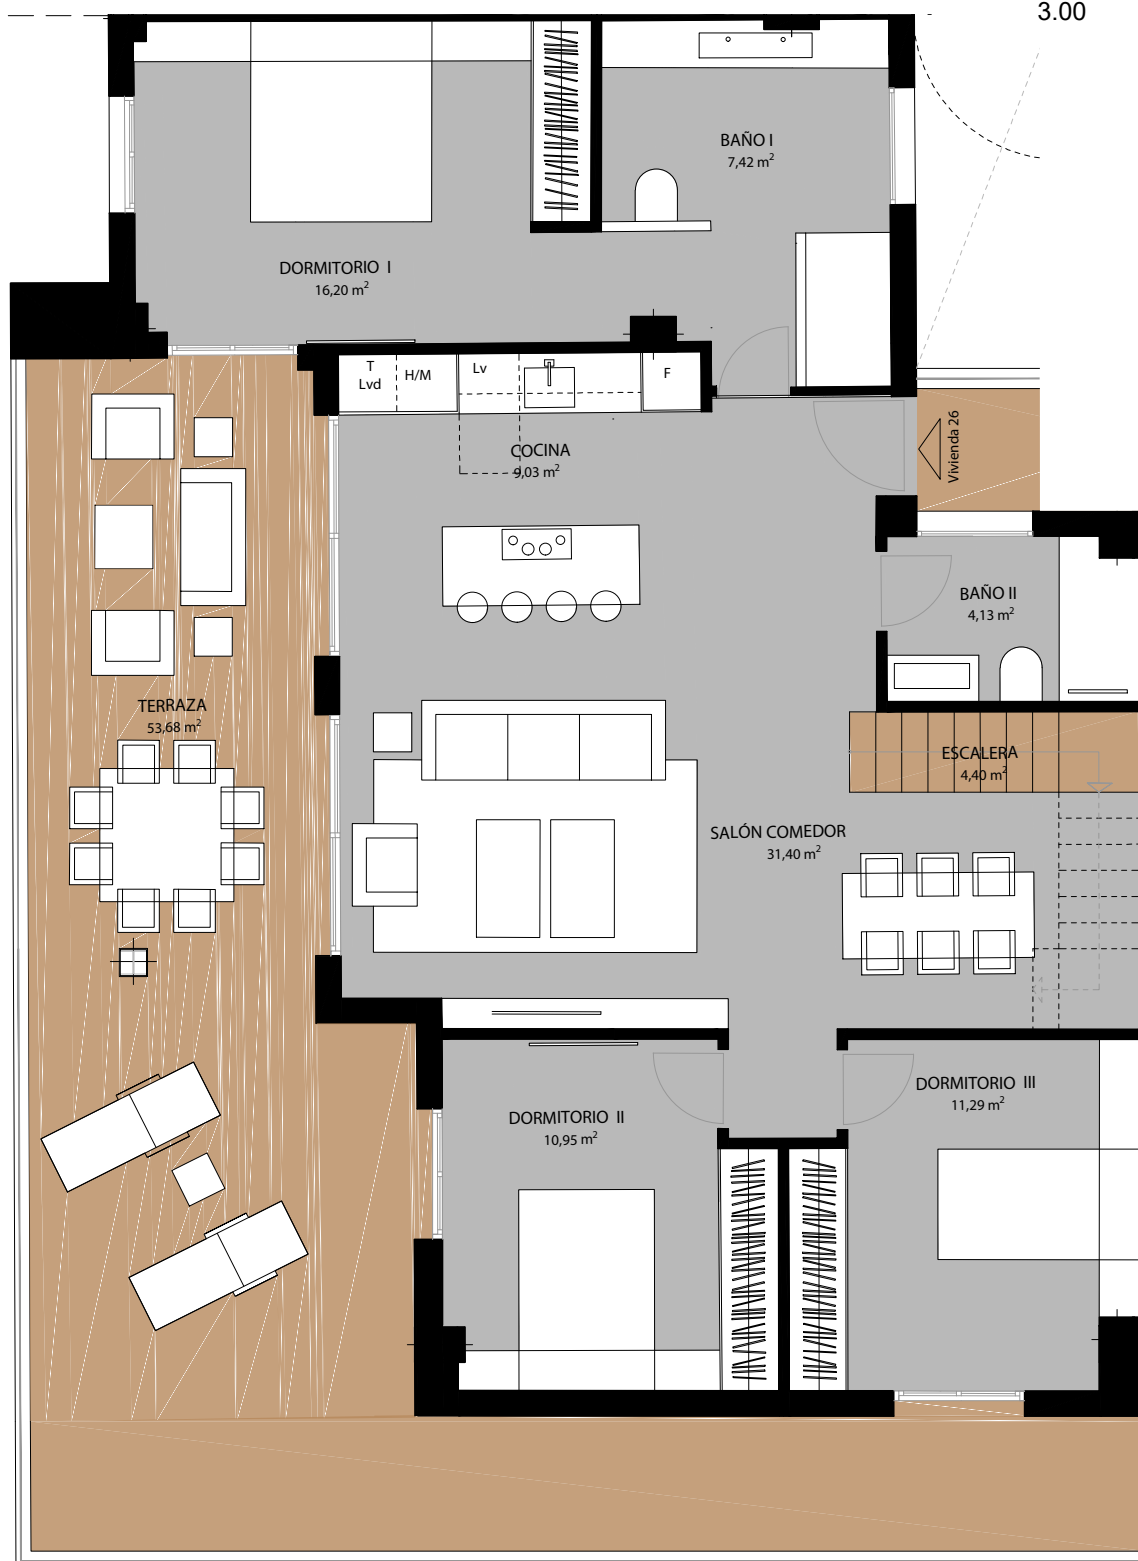 3.00
BAÑO I
7,42 m²
DORMITORIO I
16,20 m²
T
Lvd
H/M
Lv
F
COCINA
9,03 m²
Vivienda 26
BAÑO II
4,13 m²
TERRAZA
53,68 m²
ESCALERA
4,40 m²
SALÓN COMEDOR
31,40 m²
DORMITORIO III
11,29 m²
DORMITORIO II
10,95 m²